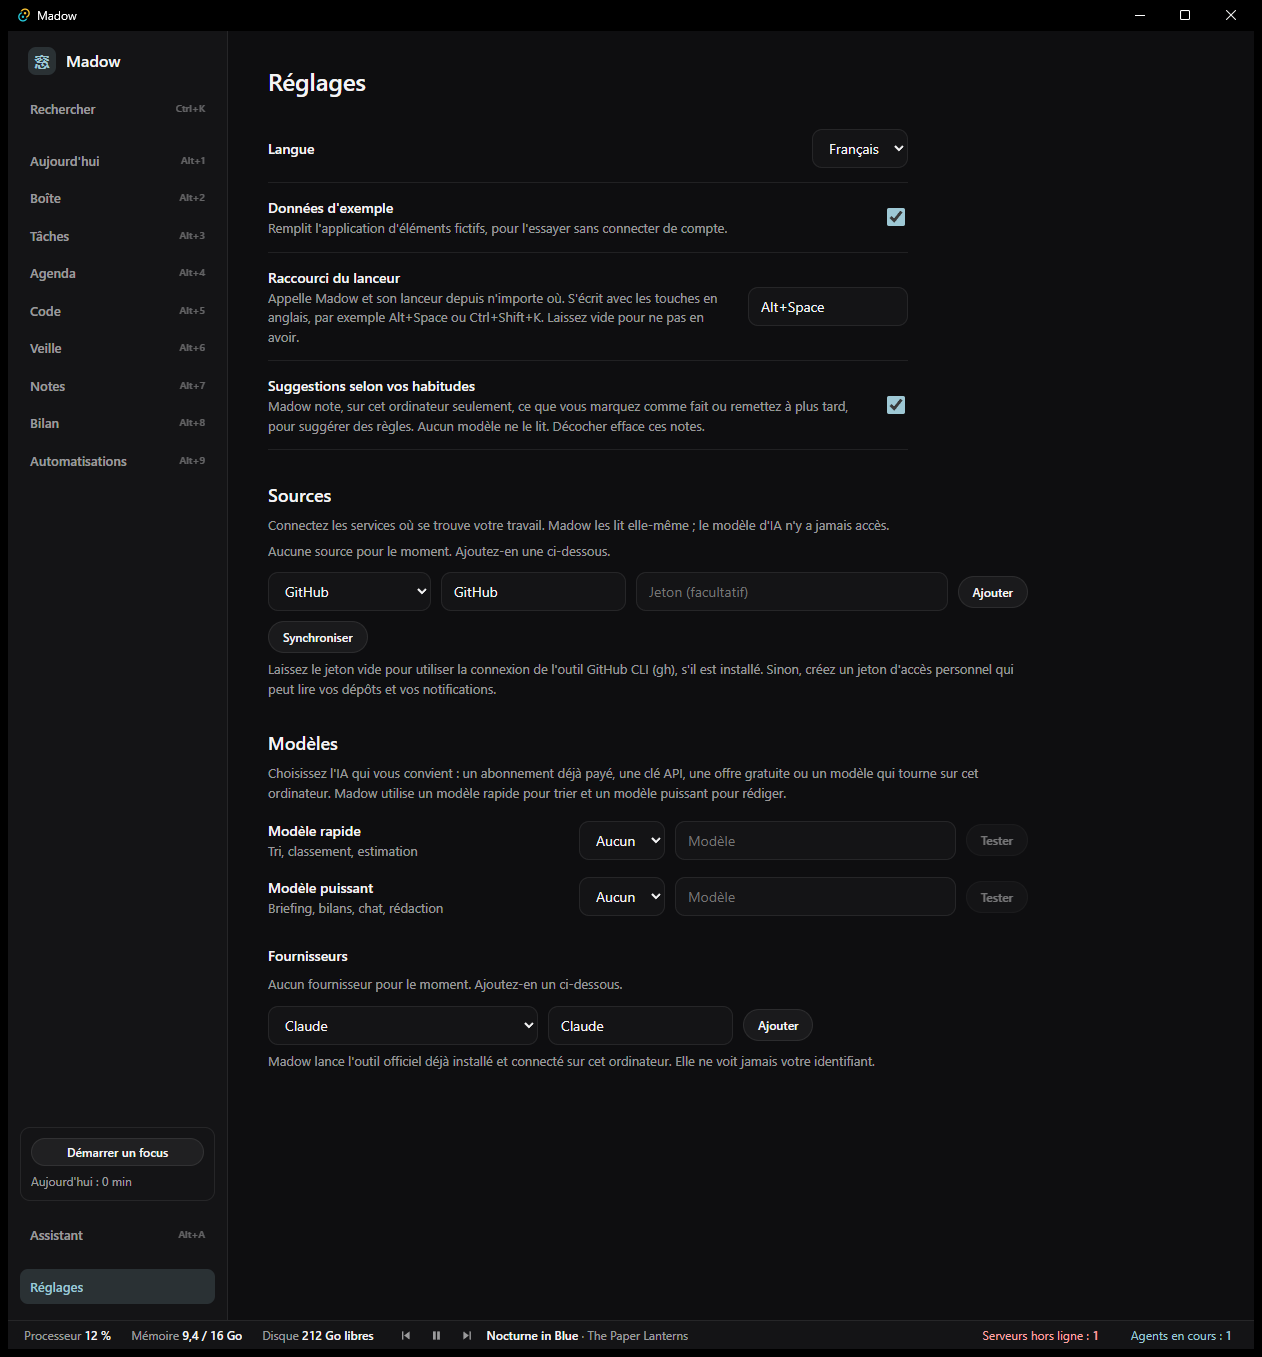 Madow
窓
Madow
Rechercher Ctrl+K
Aujourd'hui Alt+1
Boîte Alt+2
Tâches Alt+3
Agenda Alt+4
Code Alt+5
Veille Alt+6
Notes Alt+7
Bilan Alt+8
Automatisations Alt+9
Démarrer un focus
Aujourd'hui : 0 min
Assistant Alt+A
Réglages
Réglages
Langue Français
Données d'exemple
Remplit l'application d'éléments fictifs, pour l'essayer sans connecter de compte.
Raccourci du lanceur
Appelle Madow et son lanceur depuis n'importe où. S'écrit avec les touches en
anglais, par exemple Alt+Space ou Ctrl+Shift+K. Laissez vide pour ne pas en
avoir.
Alt+Space
Suggestions selon vos habitudes
Madow note, sur cet ordinateur seulement, ce que vous marquez comme fait ou remettez à plus tard,
pour suggérer des règles. Aucun modèle ne le lit. Décocher efface ces notes.
Sources
Connectez les services où se trouve votre travail. Madow les lit elle-même ; le modèle d'IA n'y a jamais accès.
Aucune source pour le moment. Ajoutez-en une ci-dessous.
GitHub GitHub Jeton (facultatif) Ajouter
Synchroniser
Laissez le jeton vide pour utiliser la connexion de l'outil GitHub CLI (gh), s'il est installé. Sinon, créez un jeton d'accès personnel qui
peut lire vos dépôts et vos notifications.
Modèles
Choisissez l'IA qui vous convient : un abonnement déjà payé, une clé API, une offre gratuite ou un modèle qui tourne sur cet
ordinateur. Madow utilise un modèle rapide pour trier et un modèle puissant pour rédiger.
Modèle rapide
Tri, classement, estimation
Aucun Modèle Tester
Modèle puissant
Briefing, bilans, chat, rédaction
Aucun Modèle Tester
Fournisseurs
Aucun fournisseur pour le moment. Ajoutez-en un ci-dessous.
Claude Claude Ajouter
Madow lance l'outil officiel déjà installé et connecté sur cet ordinateur. Elle ne voit jamais votre identifiant.
Processeur 12 % Mémoire 9,4 / 16 Go Disque 212 Go libres Nocturne in Blue · The Paper Lanterns Serveurs hors ligne : 1 Agents en cours : 1